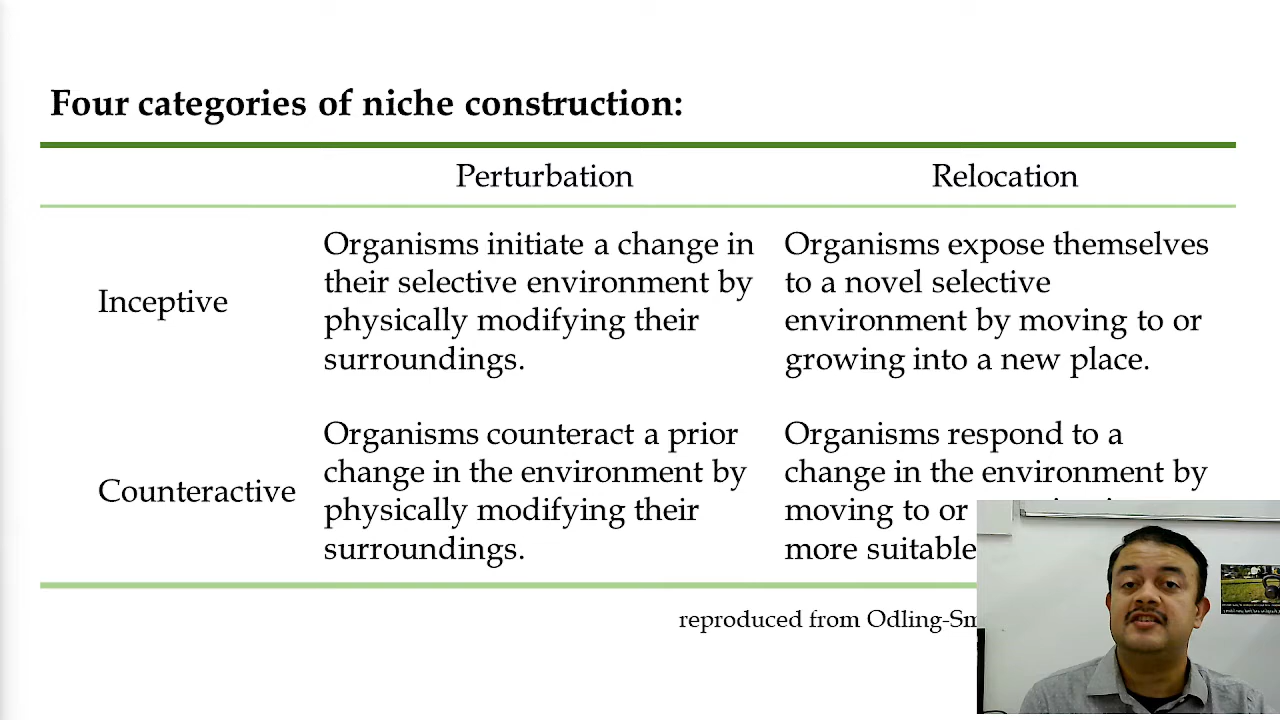 Four categories of niche construction:
Perturbation
Relocation
Inceptive
Organisms initiate a change in
their selective environment by
physically modifying their
surroundings.
Organisms expose themselves
to a novel selective
environment by moving to or
growing into a new place.
Counteractive
Organisms counteract a prior
change in the environment by
physically modifying their
surroundings.
Organisms respond to a
change in the environment by
moving to or
more suitable
reproduced from